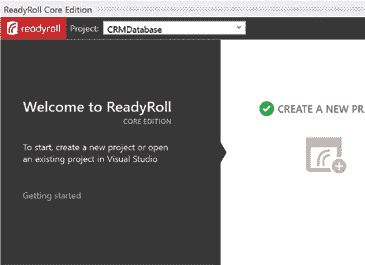 ReadyRoll Core Edition
readyroll Project: CRMDatabase
Welcome to ReadyRoll
CORE EDITION
CREATE A NEW
To start, create a new project or open
an existing project in Visual Studio
Getting started